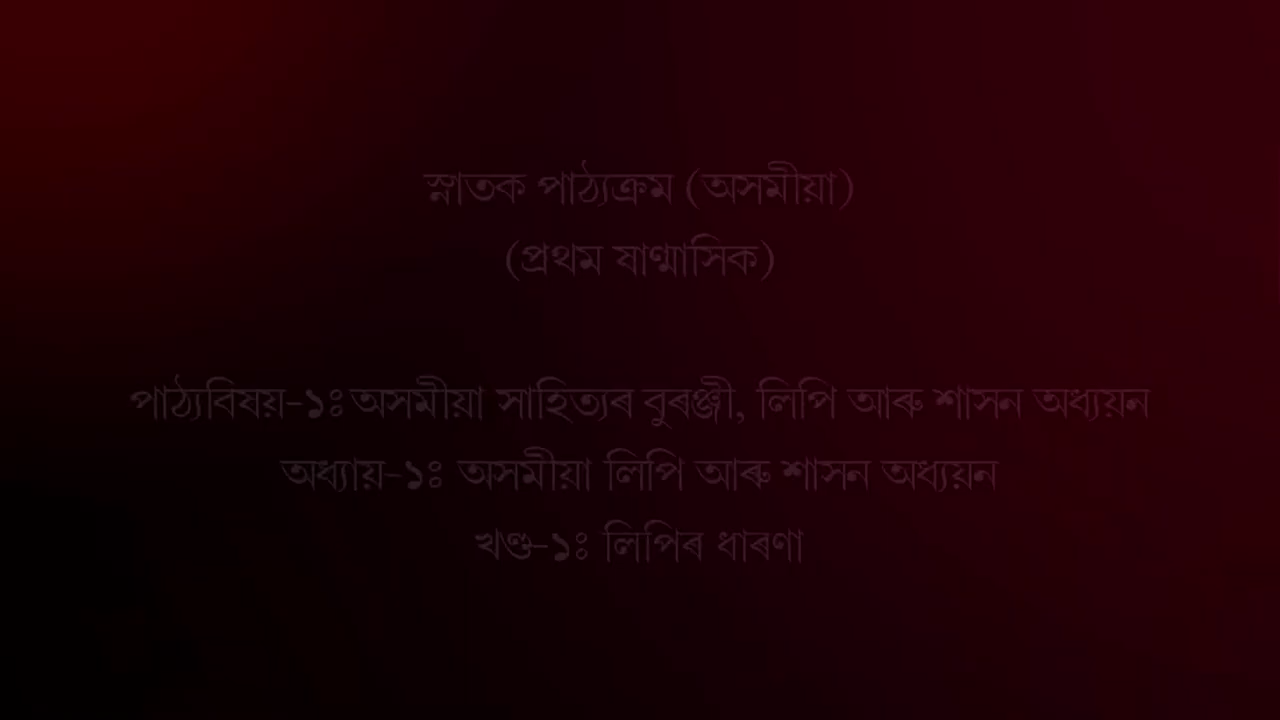 স্নাতক পাঠ্যক্ৰম (অসমীয়া)
(প্ৰথম ষাণ্মাসিক)
পাঠ্যবিষয়-১ঃ অসমীয়া সাহিত্যৰ বুৰঞ্জী, লিপি আৰু শাসন অধ্যয়ন
অধ্যায়-১ঃ অসমীয়া লিপি আৰু শাসন অধ্যয়ন
খণ্ড-১ঃ লিপিৰ ধাৰণা